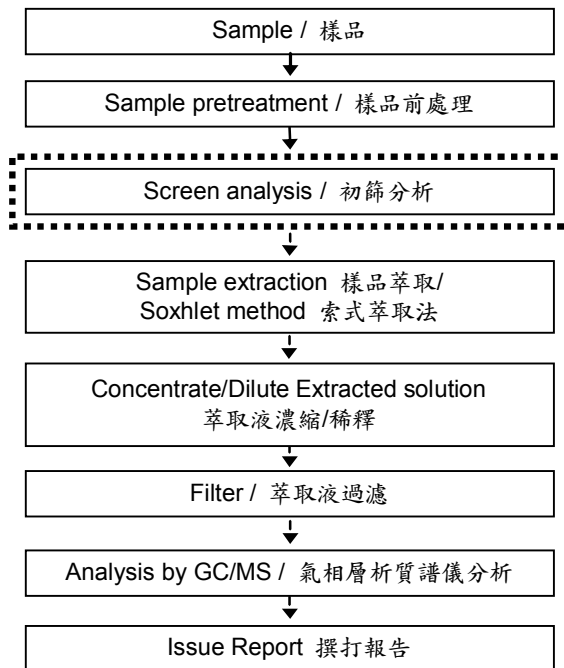 Sample / 樣品
Sample pretreatment / 樣品前處理
Screen analysis / 初篩分析
Sample extraction 樣品萃取/
Soxhlet method 索式萃取法
Concentrate/Dilute Extracted solution
萃取液濃縮/稀釋
Filter / 萃取液過濾
Analysis by GC/MS / 氣相層析質譜儀分析
Issue Report 撰打報告